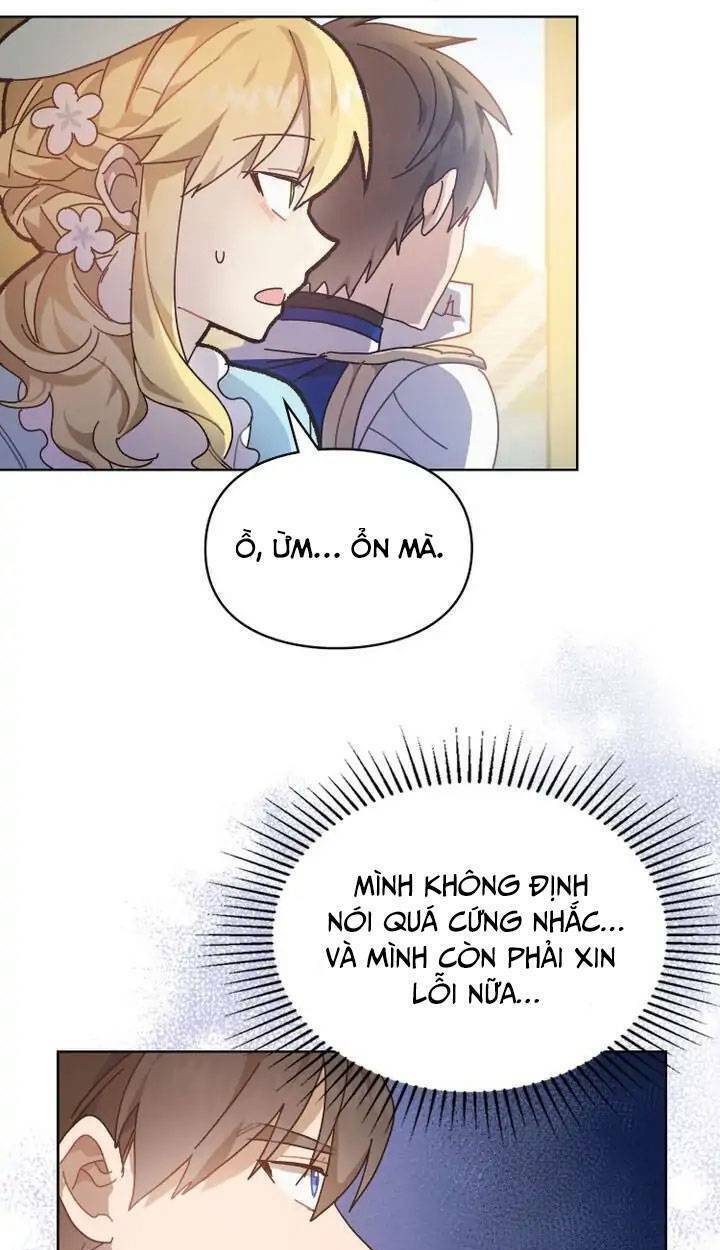 Ồ, ỪM... ỔN MÀ.
MÌNH KHÔNG ĐỊNH
NÓI QUÁ CỨNG NHẮC...
VÀ MÌNH CÒN PHẢI XIN
LỖI NỮA...